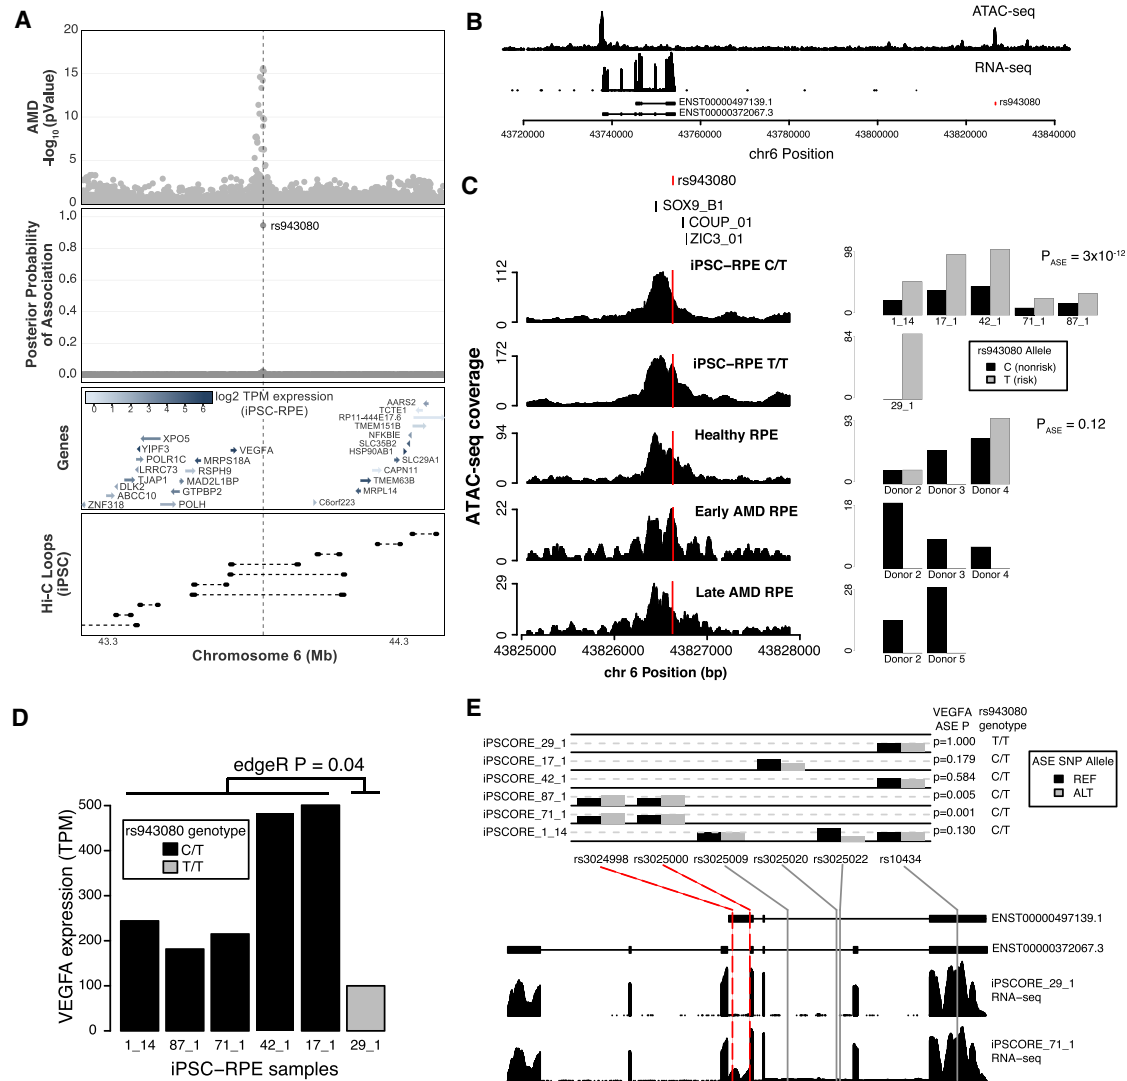 A
20
15
10
5
0
AMD
-log10 (pValue)
1.0
0.8
0.6
0.4
0.2
0.0
Posterior Probability
of Association
rs943080
log2 TPM expression
(iPSC-RPE)
0 1 2 3 4 5 6
Genes
AARS2
TCTE1
RP11-444E17.6
TMEM151B
NFKBIE
SLC35B2
HSP90AB1
SLC29A1
CAPN11
TMEM63B
MRPL14
C6orf223
XPO5
YIPF3
VEGFA
POLR1C
MRPS18A
LRRC73
RSPH9
TJAP1
MAD2L1BP
DLK2
GTPBP2
ABCC10
ZNF318
POLH
Hi-C Loops
(iPSC)
43.3
44.3
Chromosome 6 (Mb)
B
ATAC-seq
RNA-seq
ENST00000497139.1
rs943080
ENST00000372067.3
43720000 43740000 43760000 43780000 43800000 43820000 43840000
chr6 Position
C
rs943080
SOX9_B1
COUP_01
ZIC3_01
ATAC-seq coverage
iPSC-RPE C/T
112
0
iPSC-RPE T/T
172
0
Healthy RPE
94
0
Early AMD RPE
22
0
Late AMD RPE
29
0
43825000 43826000 43827000 43828000
chr 6 Position (bp)
98
0
PASE = 3x10-12
1_14 17_1 42_1 71_1 87_1
84
0
29_1
rs943080 Allele
C (nonrisk)
T (risk)
93
0
PASE = 0.12
Donor 2 Donor 3 Donor 4
18
0
Donor 2 Donor 3 Donor 4
28
0
Donor 2 Donor 5
D
edgeR P = 0.04
VEGFA expression (TPM)
500
400
300
200
100
0
rs943080 genotype
C/T
T/T
1_14 87_1 71_1 42_1 17_1 29_1
iPSC−RPE samples
E
VEGFA rs943080
ASE P genotype
iPSCORE_29_1 p=1.000 T/T
iPSCORE_17_1 p=0.179 C/T
iPSCORE_42_1 p=0.584 C/T
iPSCORE_87_1 p=0.005 C/T
iPSCORE_71_1 p=0.001 C/T
iPSCORE_1_14 p=0.130 C/T
ASE SNP Allele
REF
ALT
rs3024998 rs3025000 rs3025009 rs3025020 rs3025022 rs10434
ENST00000497139.1
ENST00000372067.3
iPSCORE_29_1
RNA−seq
iPSCORE_71_1
RNA−seq